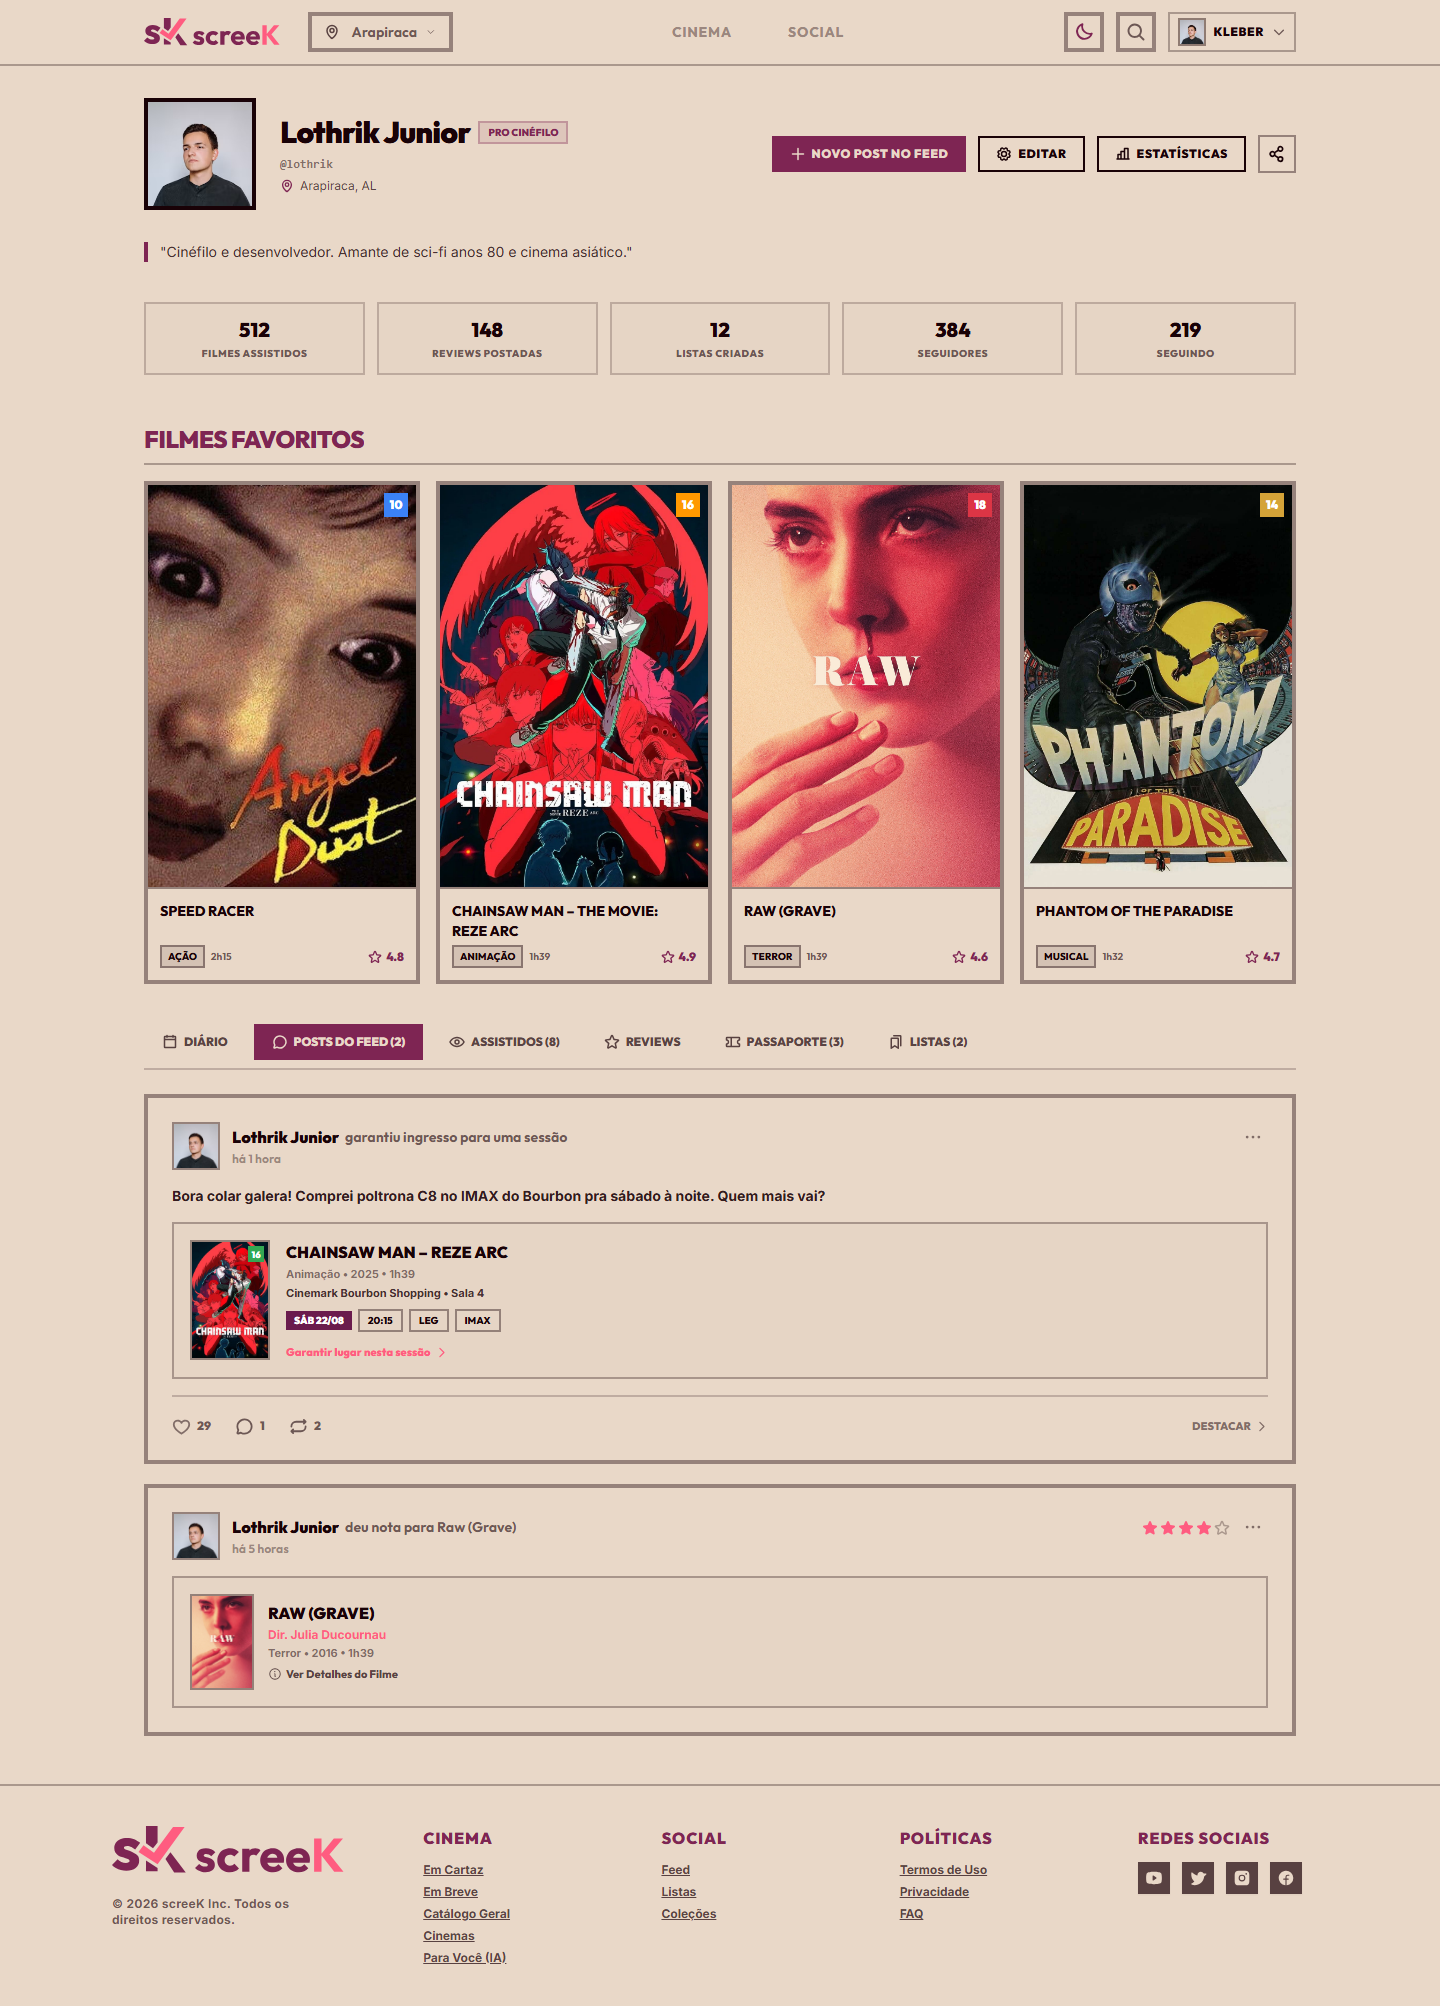 sK screeK
Arapiraca
CINEMA
SOCIAL
KLEBER
Lothrik Junior
PRO CINÉFILO
@lothrik
Arapiraca, AL
NOVO POST NO FEED
EDITAR
ESTATÍSTICAS
"Cinéfilo e desenvolvedor. Amante de sci-fi anos 80 e cinema asiático."
512
FILMES ASSISTIDOS
148
REVIEWS POSTADAS
12
LISTAS CRIADAS
384
SEGUIDORES
219
SEGUINDO
FILMES FAVORITOS
10
Angel
Dust
SPEED RACER
AÇÃO 2h15 4.8
16
CHAINSAW MAN
THE MOVIE REZE ARC
CHAINSAW MAN – THE MOVIE:
REZE ARC
ANIMAÇÃO 1h39 4.9
18
RAW
RAW (GRAVE)
TERROR 1h39 4.6
14
PHANTOM
OF THE
PARADISE
PHANTOM OF THE PARADISE
MUSICAL 1h32 4.7
DIÁRIO
POSTS DO FEED (2)
ASSISTIDOS (8)
REVIEWS
PASSAPORTE (3)
LISTAS (2)
Lothrik Junior garantiu ingresso para uma sessão
há 1 hora
Bora colar galera! Comprei poltrona C8 no IMAX do Bourbon pra sábado à noite. Quem mais vai?
16
CHAINSAW MAN
CHAINSAW MAN – REZE ARC
Animação • 2025 • 1h39
Cinemark Bourbon Shopping • Sala 4
SÁB 22/08 20:15 LEG IMAX
Garantir lugar nesta sessão
29 1 2
DESTACAR
Lothrik Junior deu nota para Raw (Grave)
há 5 horas
RAW
RAW (GRAVE)
Dir. Julia Ducournau
Terror • 2016 • 1h39
Ver Detalhes do Filme
sK screeK
© 2026 screeK Inc. Todos os
direitos reservados.
CINEMA
Em Cartaz
Em Breve
Catálogo Geral
Cinemas
Para Você (IA)
SOCIAL
Feed
Listas
Coleções
POLÍTICAS
Termos de Uso
Privacidade
FAQ
REDES SOCIAIS